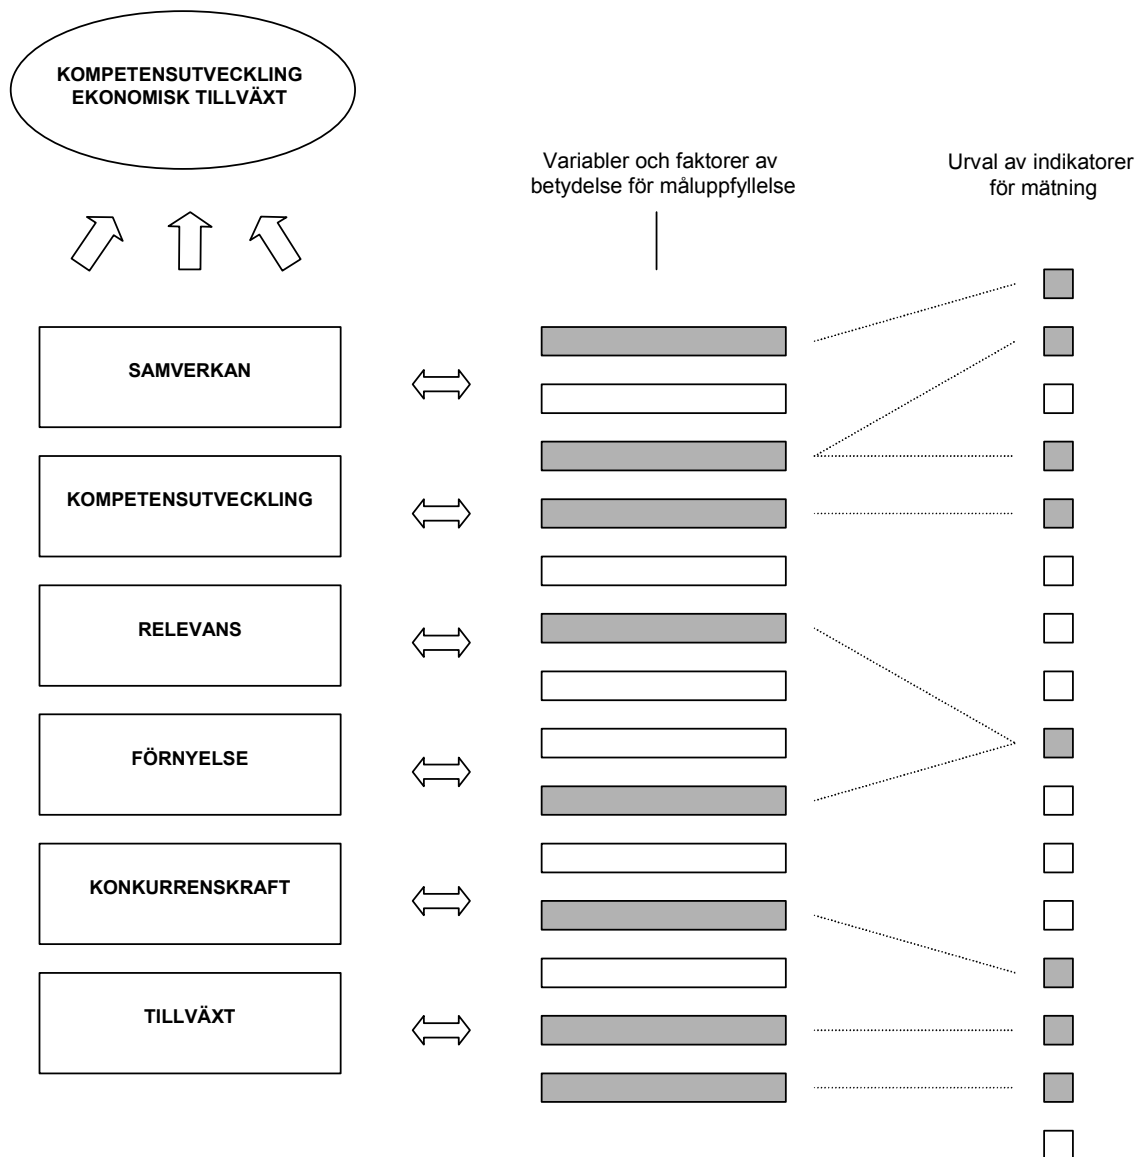 KOMPETENSUTVECKLING
EKONOMISK TILLVÄXT
Variabler och faktorer av
betydelse för måluppfyllelse
Urval av indikatorer
för mätning
SAMVERKAN
KOMPETENSUTVECKLING
RELEVANS
FÖRNYELSE
KONKURRENSKRAFT
TILLVÄXT